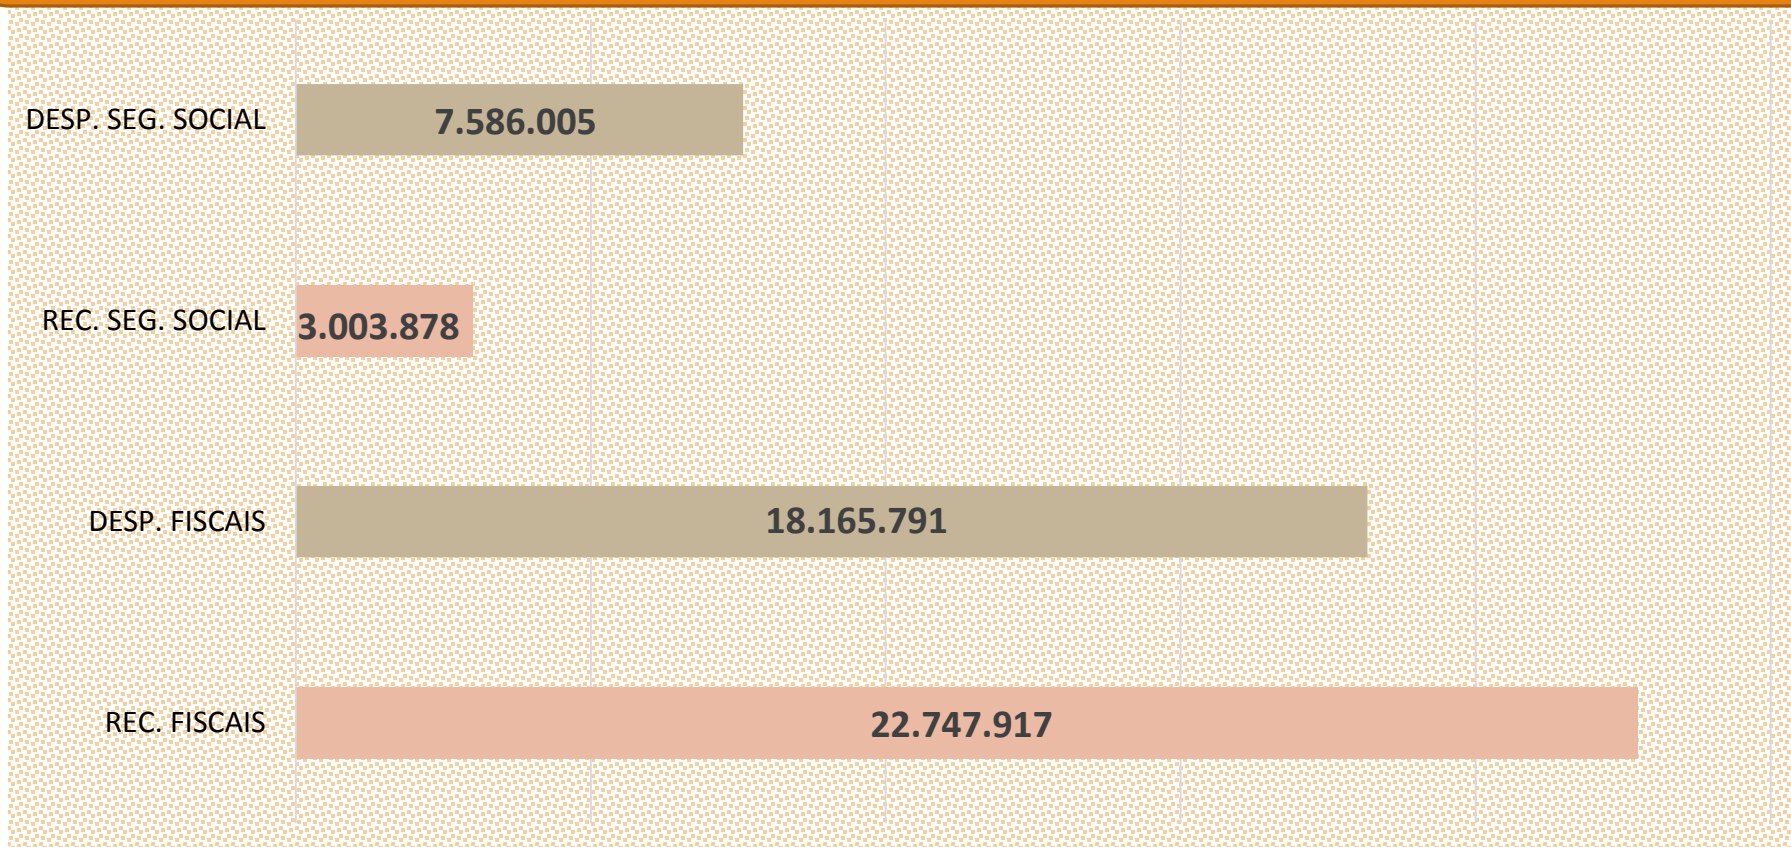 DESP. SEG. SOCIAL 7.586.005
REC. SEG. SOCIAL 3.003.878
DESP. FISCAIS 18.165.791
REC. FISCAIS 22.747.917